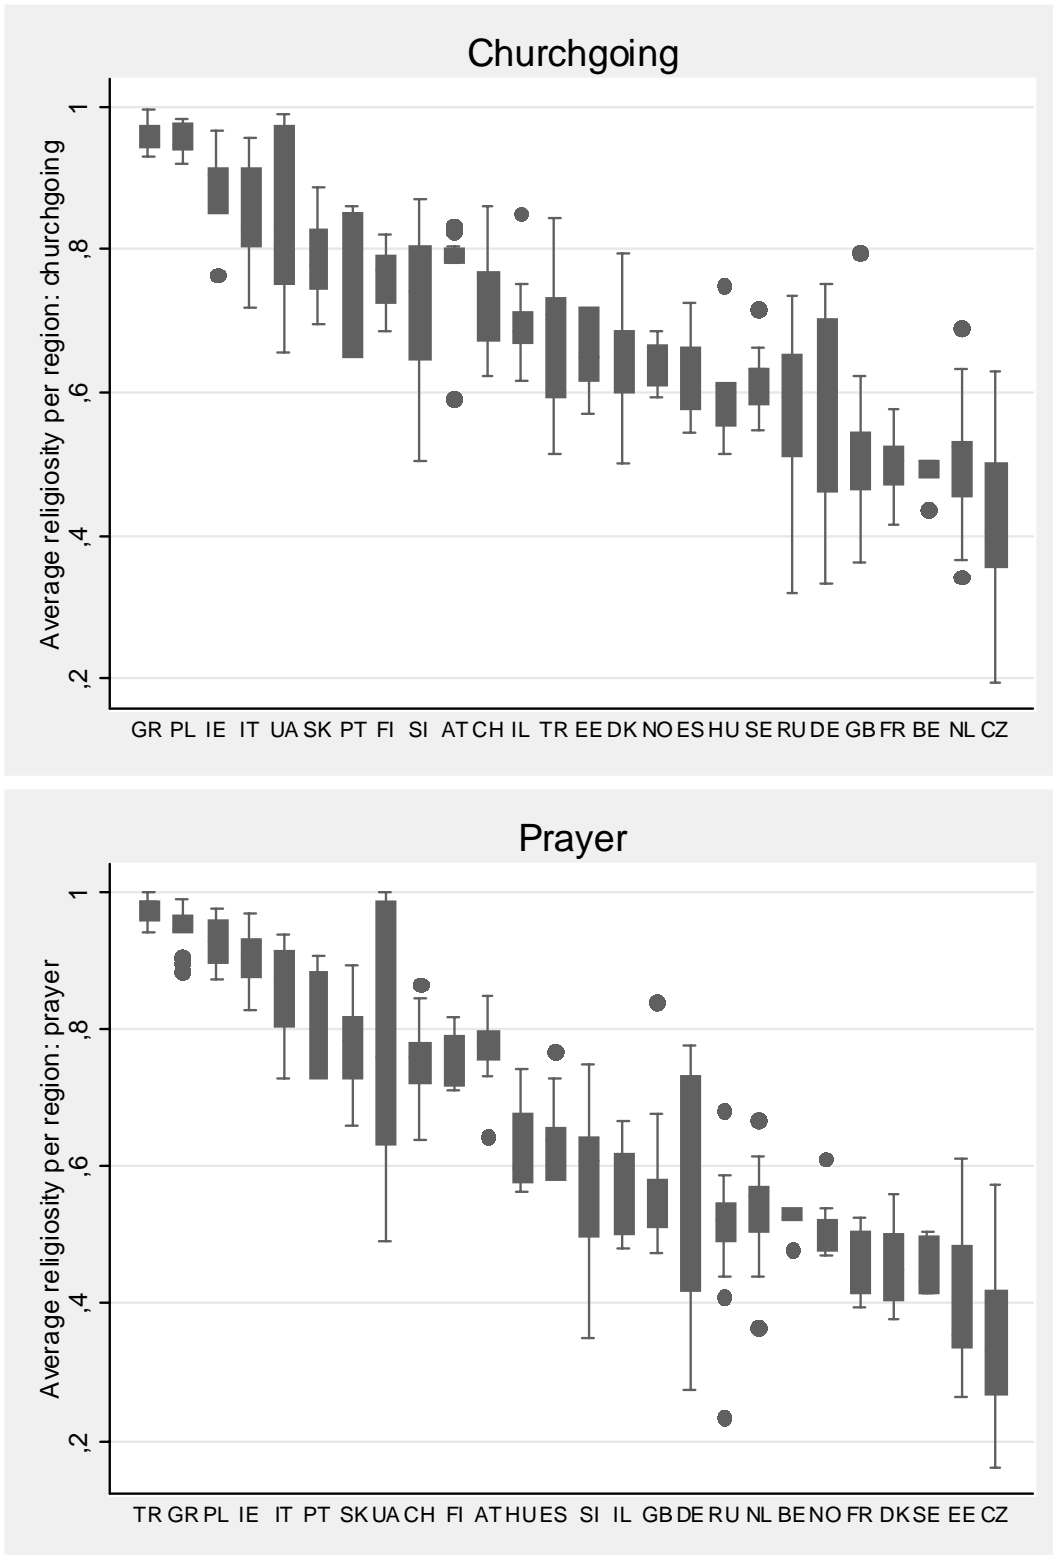 Churchgoing
Average religiosity per region: churchgoing
1
,8
,6
,4
,2
GR PL IE IT UA SK PT FI SI AT CH IL TR EE DK NO ES HU SE RU DE GB FR BE NL CZ
Prayer
Average religiosity per region: prayer
1
,8
,6
,4
,2
TR GR PL IE IT PT SK UA CH FI AT HU ES SI IL GB DE RU NL BE NO FR DK SE EE CZ